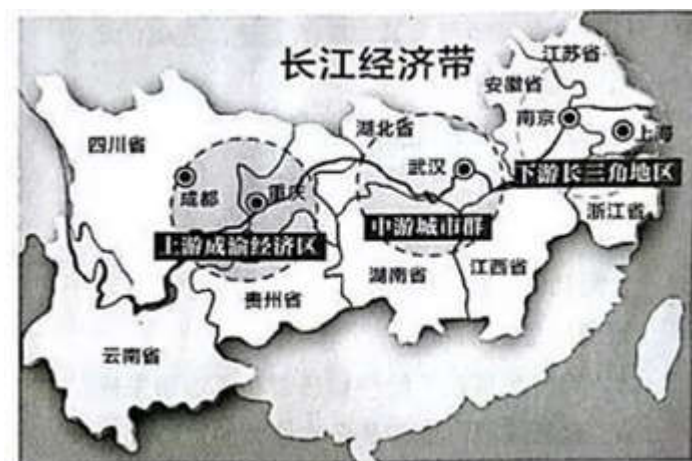 长江经济带
江苏省
安徽省
南京
上海
湖北省
四川省
武汉
下游长三角地区
成都
重庆
浙江省
中游城市群
上游成渝经济区
江西省
湖南省
贵州省
云南省